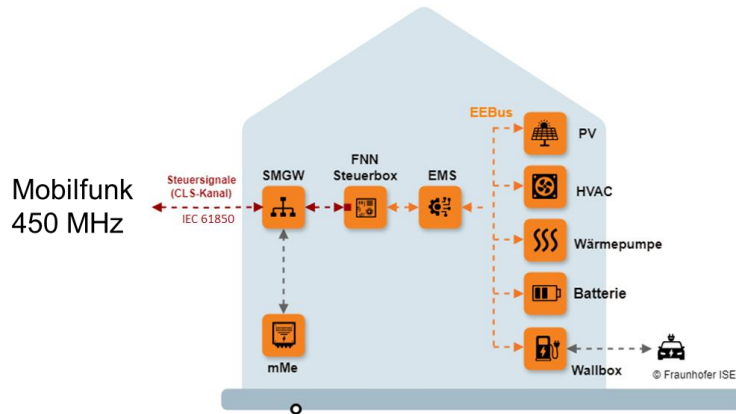 EEBus
PV
FNN
Steuerbox
SMGW
EMS
Steuersignale
(CLS-Kanal)
IEC 61850
Mobilfunk
450 MHz
HVAC
Wärmepumpe
Batterie
mMe
Wallbox
© Fraunhofer ISE